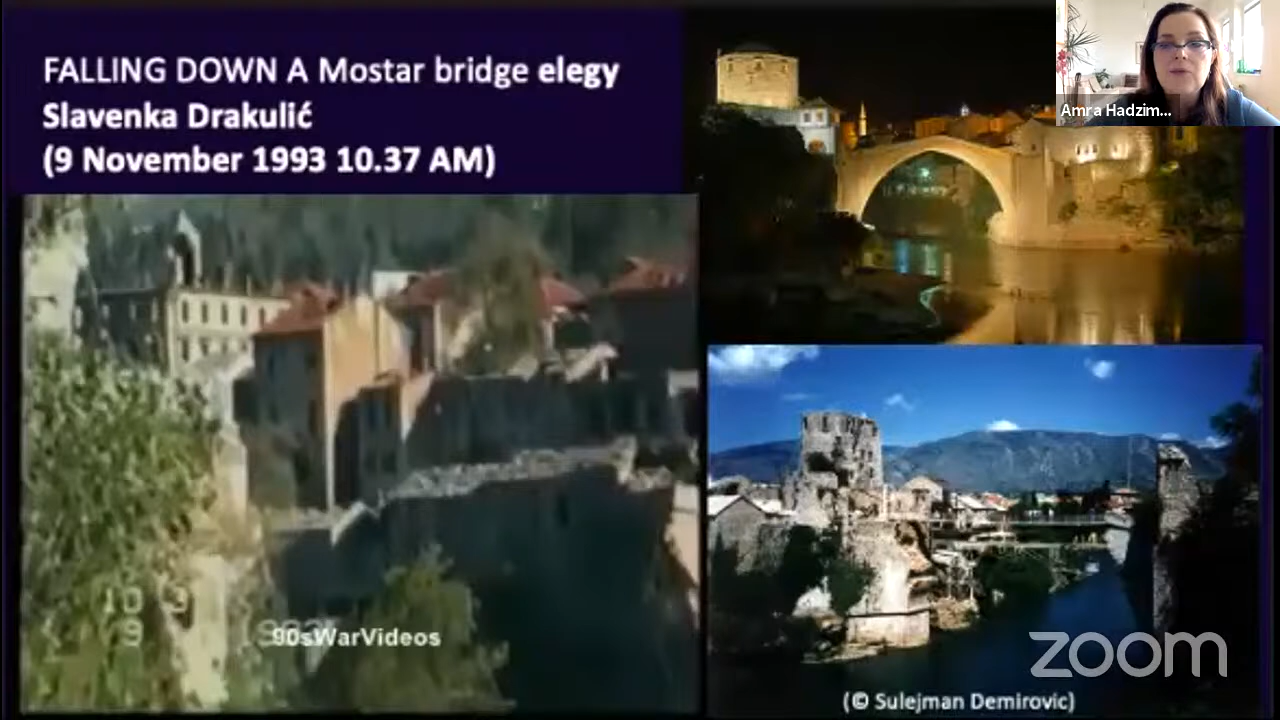 FALLING DOWN A Mostar bridge elegy
Slavenka Drakulić
(9 November 1993 10.37 AM)
Amra Hadzim...
90sWarVideos
zoom
(© Sulejman Demirovic)